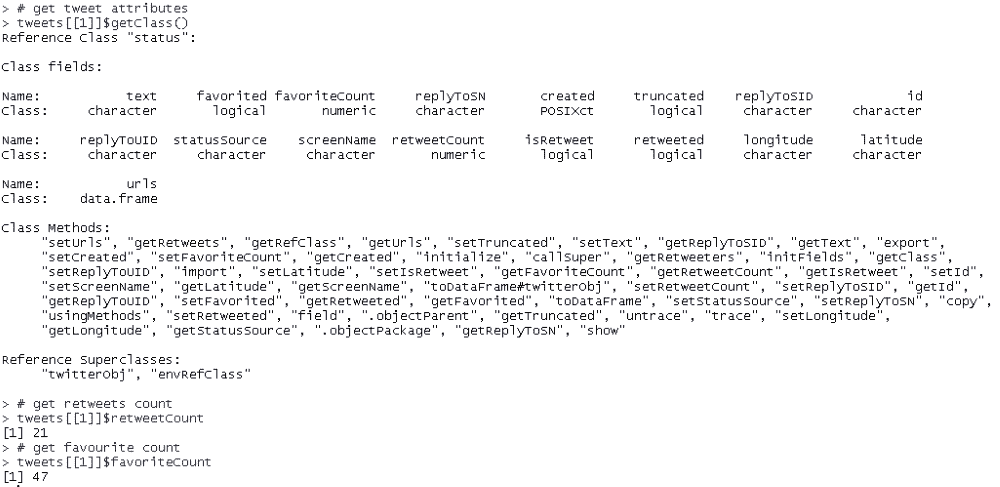 > # get tweet attributes
> tweets[[1]]$getClass()
Reference Class "status":
Class fields:
Name: text favorited favoriteCount replyToSN created truncated replyToSID id
Class: character logical numeric character POSIXct logical character character
Name: replyToUID statusSource screenName retweetCount isRetweet retweeted longitude latitude
Class: character character character numeric logical logical character character
Name: urls
Class: data.frame
Class Methods:
"setUrls", "getRetweets", "getRefClass", "getUrls", "setTruncated", "setText", "getReplyToSID", "getText", "export",
"setCreated", "setFavoriteCount", "getCreated", "initialize", "callSuper", "getRetweeters", "initFields", "getClass",
"setReplyToUID", "import", "setLatitude", "setIsRetweet", "getFavoriteCount", "getRetweetCount", "getIsRetweet", "setId",
"setScreenName", "getLatitude", "getScreenName", "toDataFrame#twitterObj", "setRetweetCount", "setReplyToSID", "getId",
"getReplyToUID", "setFavorited", "getRetweeted", "getFavorited", "toDataFrame", "setStatusSource", "setReplyToSN", "copy",
"usingMethods", "setRetweeted", "field", ".objectParent", "getTruncated", "untrace", "trace", "setLongitude",
"getLongitude", "getStatusSource", ".objectPackage", "getReplyToSN", "show"
Reference Superclasses:
"twitterObj", "envRefClass"
> # get retweets count
> tweets[[1]]$retweetCount
[1] 21
> # get favourite count
> tweets[[1]]$favoriteCount
[1] 47